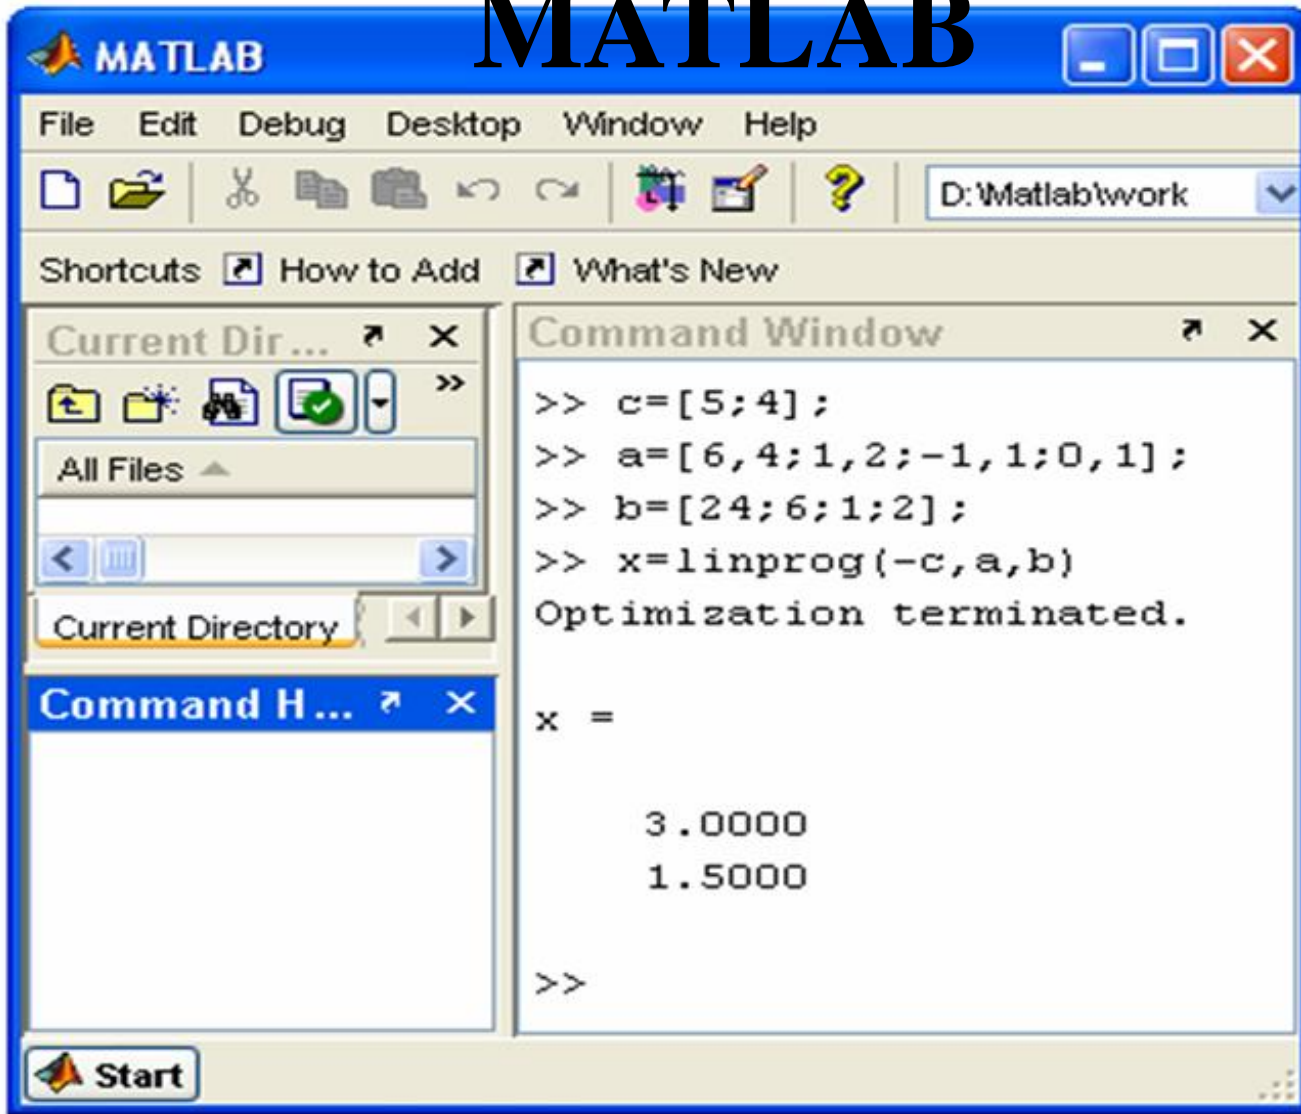 MATLAB
MATLAB
File Edit Debug Desktop Window Help
D:\Matlab\work
Shortcuts How to Add What's New
Current Dir...
All Files
Current Directory
Command H...
Command Window
>> c=[5;4];
>> a=[6,4;1,2;-1,1;0,1];
>> b=[24;6;1;2];
>> x=linprog(-c,a,b)
Optimization terminated.
x =
3.0000
1.5000
>>
Start